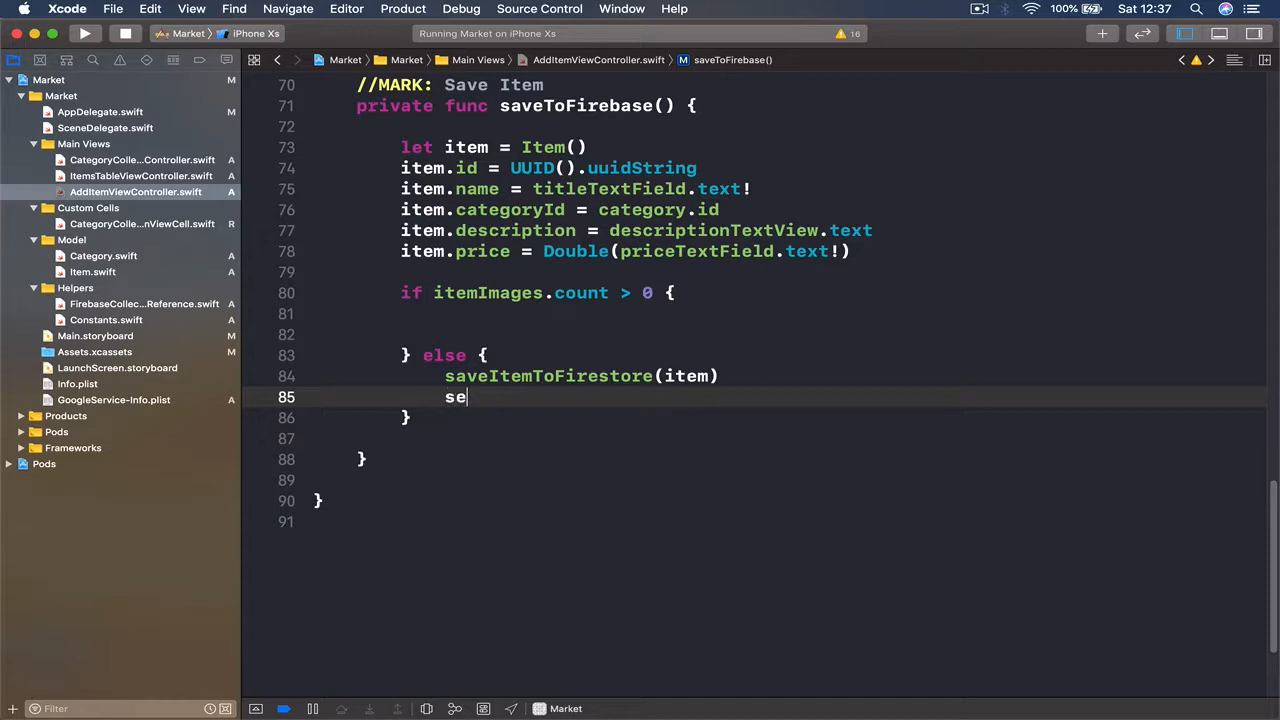 Xcode File Edit View Find Navigate Editor Product Debug Source Control Window Help 100% Sat 12:37
Market iPhone Xs Running Market on iPhone Xs 16
Market M
Market
AppDelegate.swift M
SceneDelegate.swift A
Main Views
CategoryColle...Controller.swift A
ItemsTableViewController.swift A
AddItemViewController.swift A
Custom Cells
CategoryColle...nViewCell.swift R
Model
Category.swift A
Item.swift A
Helpers
FirebaseCollec...Reference.swift A
Constants.swift A
Main.storyboard M
Assets.xcassets M
LaunchScreen.storyboard
Info.plist
GoogleService-Info.plist A
Products
Pods
Frameworks
Pods
Filter
Market Market Main Views AddItemViewController.swift M saveToFirebase()
70 //MARK: Save Item
71 private func saveToFirebase() {
72
73 let item = Item()
74 item.id = UUID().uuidString
75 item.name = titleTextField.text!
76 item.categoryId = category.id
77 item.description = descriptionTextView.text
78 item.price = Double(priceTextField.text!)
79
80 if itemImages.count > 0 {
81
82
83 } else {
84 saveItemToFirestore(item)
85 se
86 }
87
88 }
89
90 }
91
Market